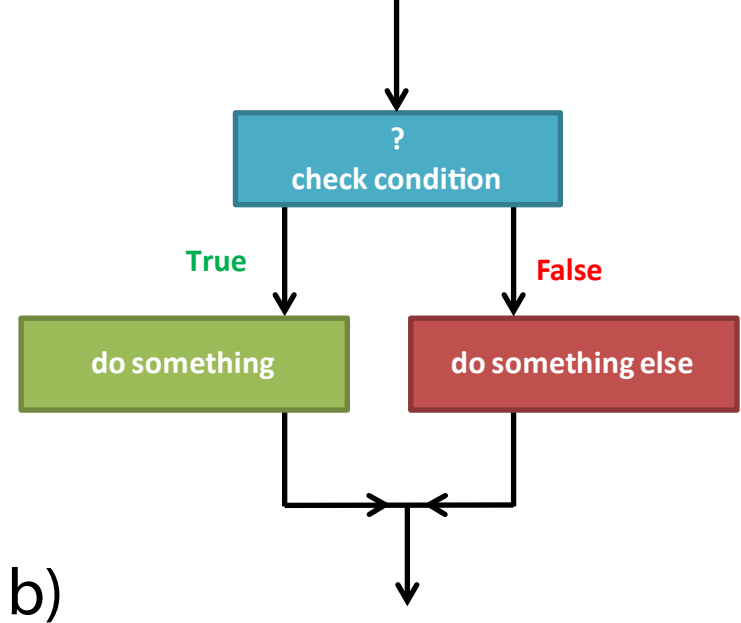 ?
check condition
True
False
do something
do something else
b)